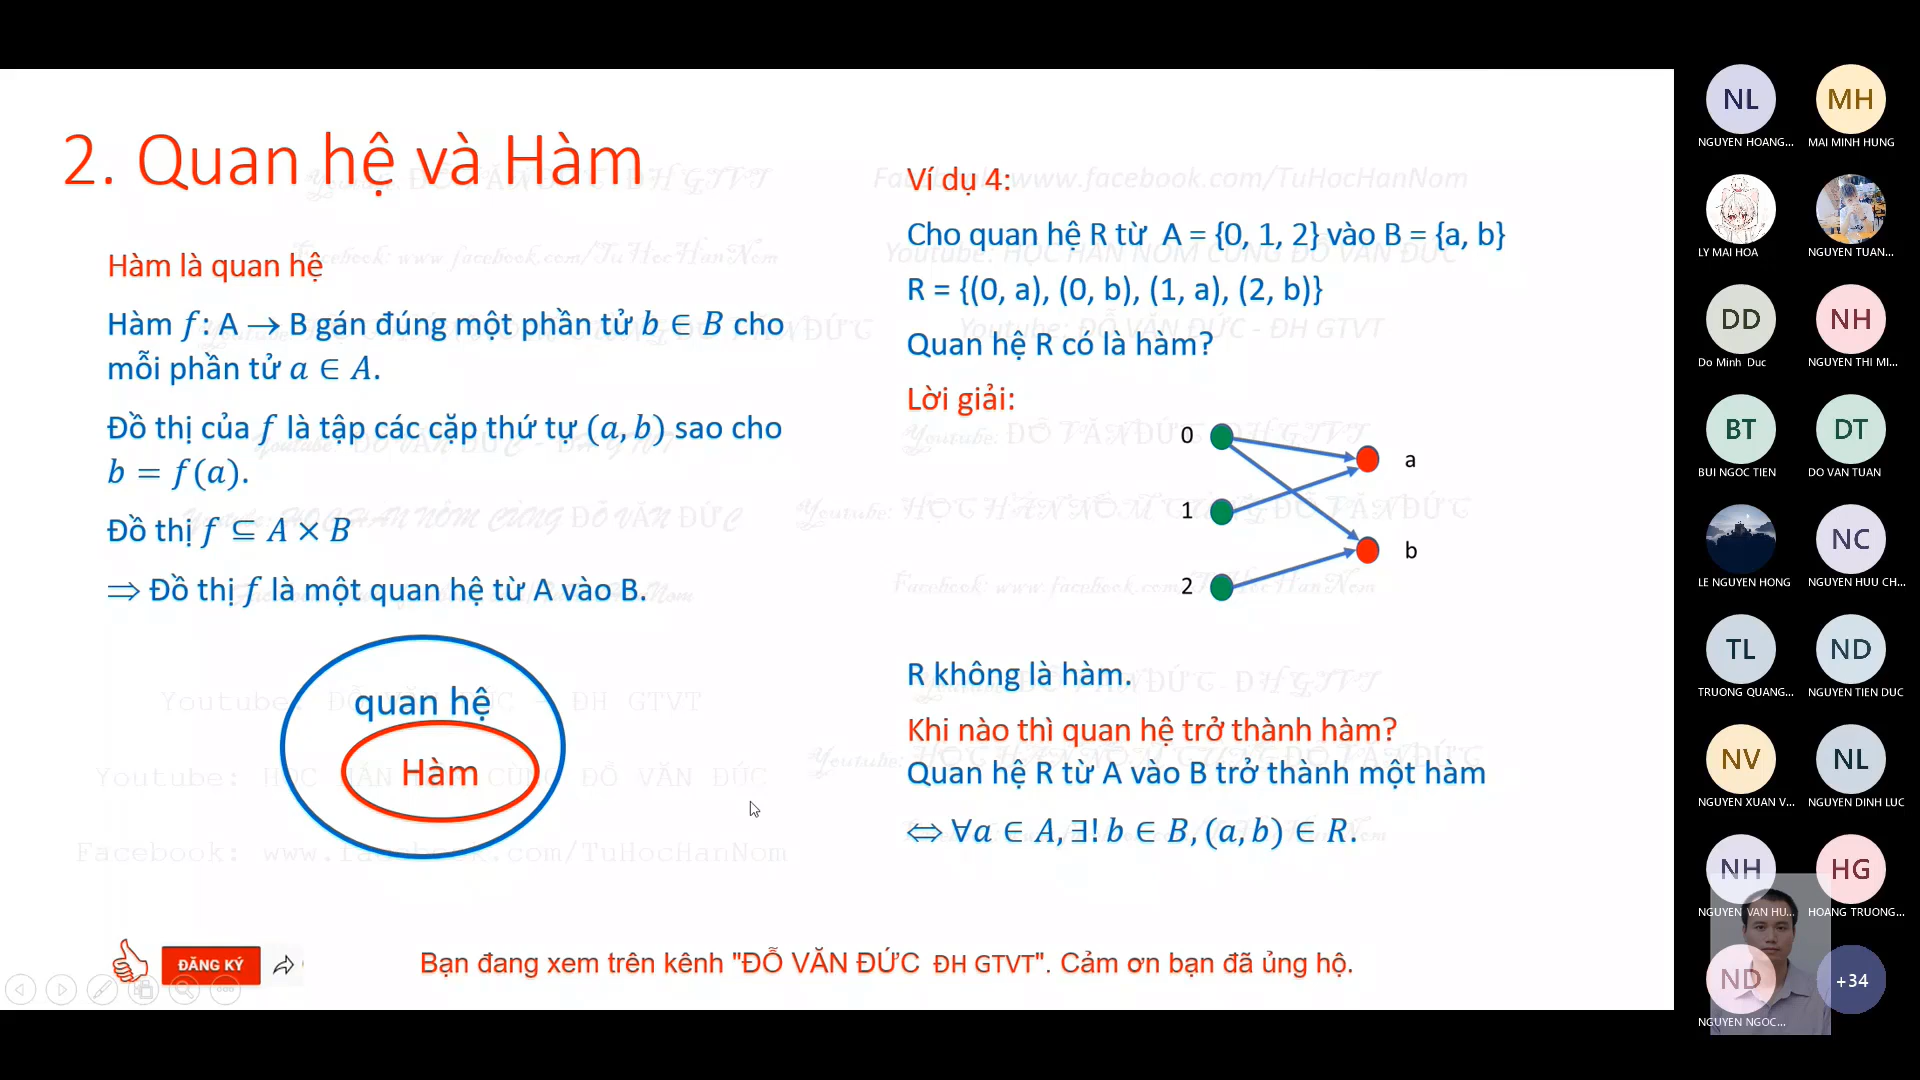 2. Quan hệ và Hàm
Hàm là quan hệ
Hàm f: A → B gán đúng một phần tử b ∈ B cho
mỗi phần tử a ∈ A.
Đồ thị của f là tập các cặp thứ tự (a, b) sao cho
b = f(a).
Đồ thị f ⊆ A × B
⇒ Đồ thị f là một quan hệ từ A vào B.
quan hệ
Hàm
Ví dụ 4:
Cho quan hệ R từ A = {0, 1, 2} vào B = {a, b}
R = {(0, a), (0, b), (1, a), (2, b)}
Quan hệ R có là hàm?
Lời giải:
0
a
1
b
2
R không là hàm.
Khi nào thì quan hệ trở thành hàm?
Quan hệ R từ A vào B trở thành một hàm
⇔ ∀a ∈ A, ∃! b ∈ B, (a, b) ∈ R.
ĐĂNG KÝ
Bạn đang xem trên kênh "ĐỖ VĂN ĐỨC ĐH GTVT". Cảm ơn bạn đã ủng hộ.
Youtube: ĐỖ VĂN ĐỨC - ĐH GTVT
Youtube: HỌC HÁN NÔM CÙNG ĐỖ VĂN ĐỨC
Facebook: www.facebook.com/TuHocHanNom
NL
MH
NGUYEN HOANG...
MAI MINH HUNG
LY MAI HOA
NGUYEN TUAN...
DD
NH
Do Minh Duc
NGUYEN THI MI...
BT
DT
BUI NGOC TIEN
DO VAN TUAN
NC
LE NGUYEN HONG
NGUYEN HUU CH...
TL
ND
TRUONG QUANG...
NGUYEN TIEN DUC
NV
NL
NGUYEN XUAN V...
NGUYEN DINH LUC
NH
HG
NGUYEN VAN HU...
HOANG TRUONG...
ND
+34
NGUYEN NGOC...